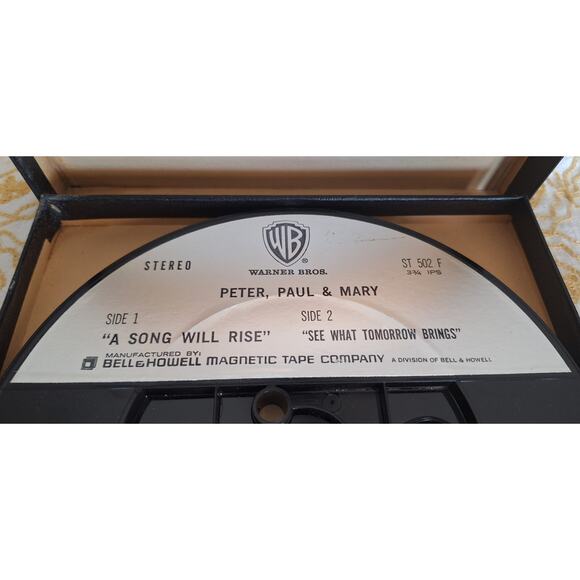 WB
WARNER BROS.
STEREO
ST 502 F
3¾ IPS
PETER, PAUL & MARY
SIDE 1
SIDE 2
"A SONG WILL RISE"
"SEE WHAT TOMORROW BRINGS"
MANUFACTURED BY:
BELL & HOWELL MAGNETIC TAPE COMPANY
A DIVISION OF BELL & HOWELL